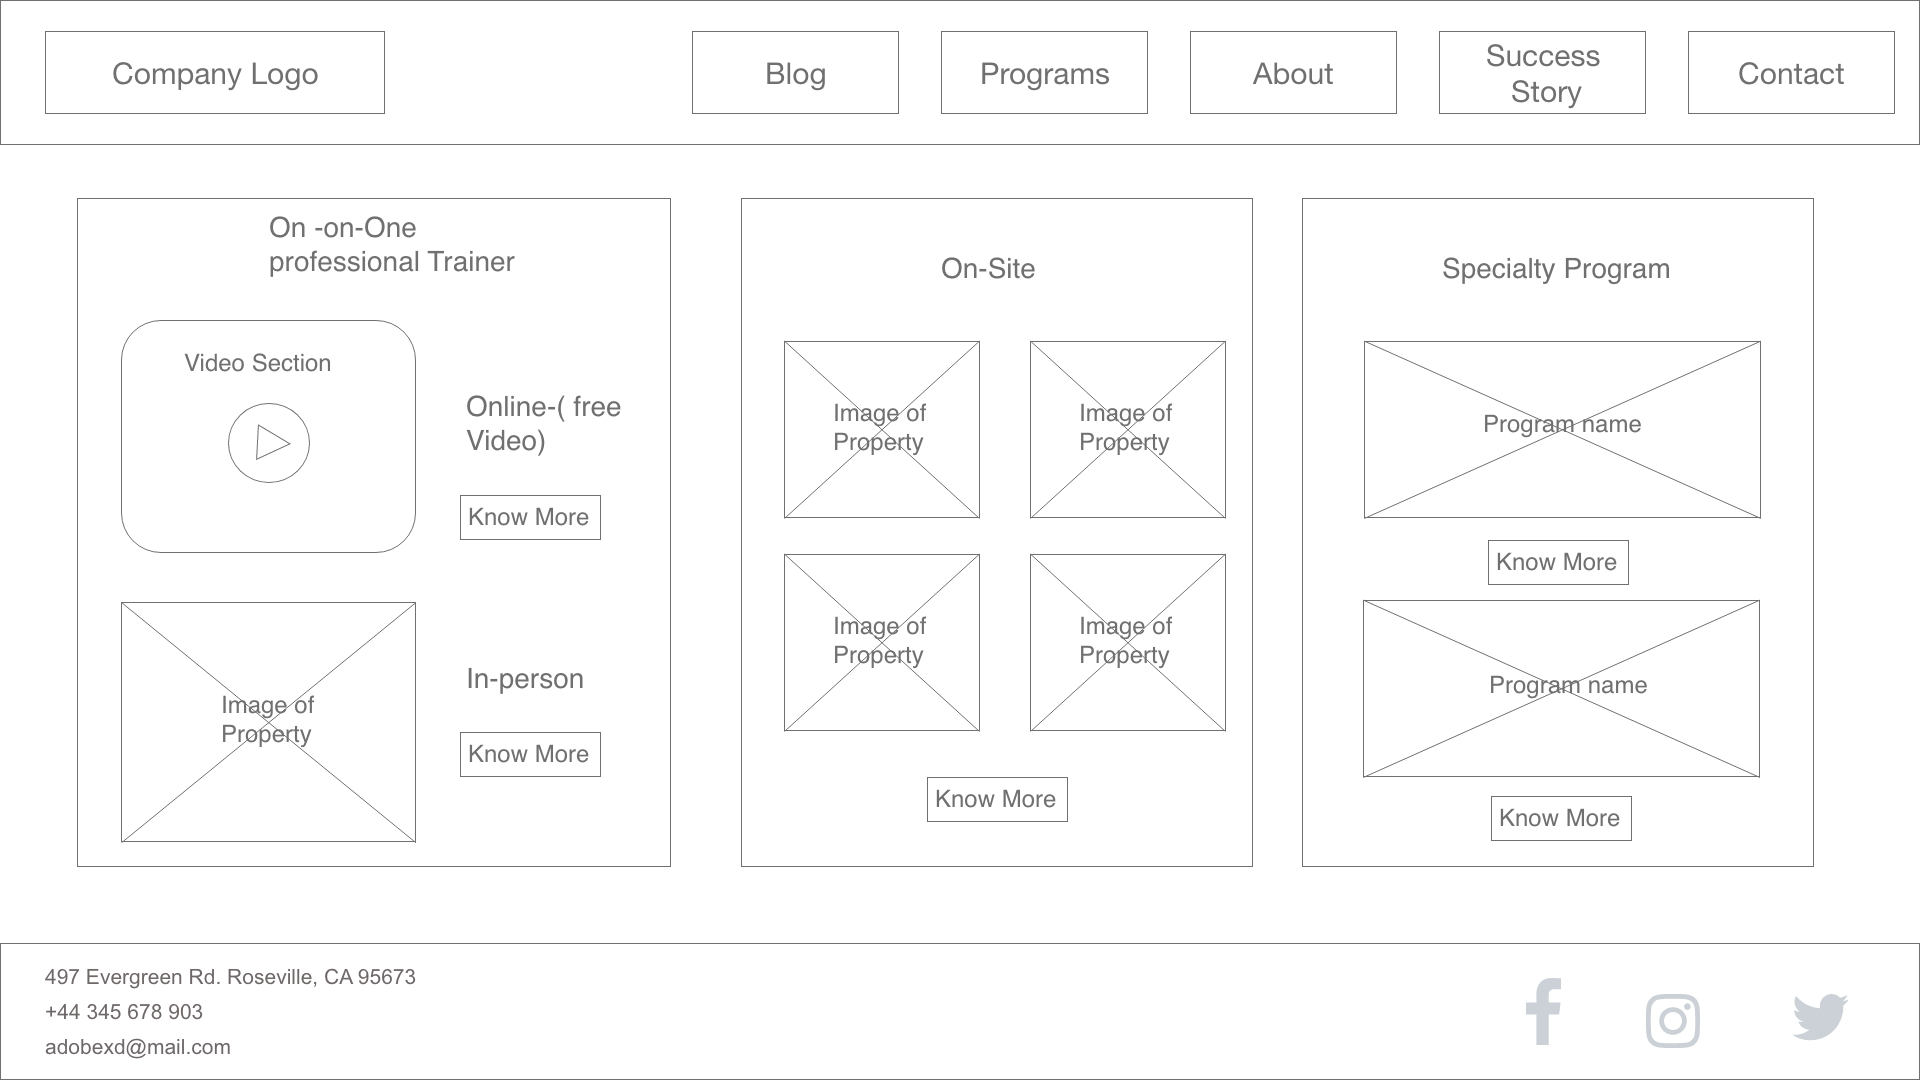 Company Logo
Blog
Programs
About
Success
Story
Contact
On -on-One
professional Trainer
Video Section
Online-( free
Video)
Know More
Image of
Property
In-person
Know More
On-Site
Image of
Property
Image of
Property
Image of
Property
Image of
Property
Know More
Specialty Program
Program name
Know More
Program name
Know More
497 Evergreen Rd. Roseville, CA 95673
+44 345 678 903
adobexd@mail.com